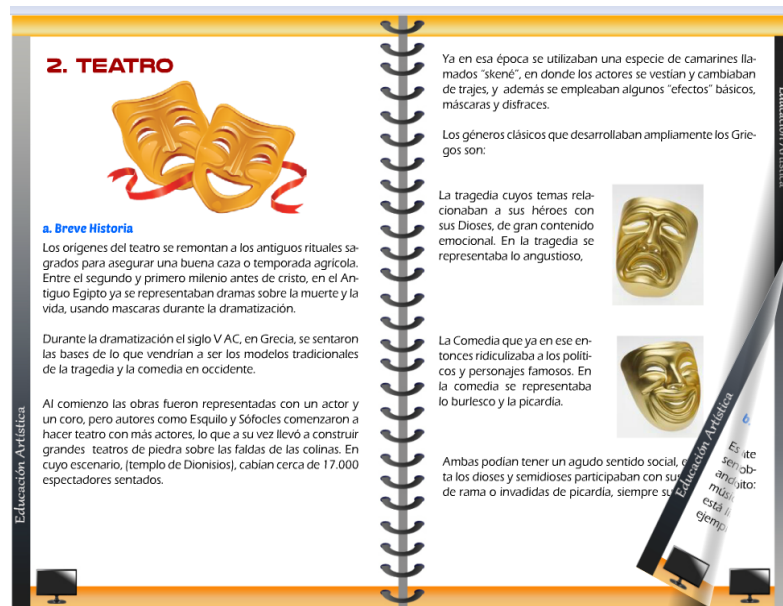 2. TEATRO
a. Breve Historia
Los orígenes del teatro se remontan a los antiguos rituales sa-
grados para asegurar una buena caza o temporada agrícola.
Entre el segundo y primero milenio antes de cristo, en el An-
tiguo Egipto ya se representaban dramas sobre la muerte y la
vida, usando mascaras durante la dramatización.
Durante la dramatización el siglo V AC, en Grecia, se sentaron
las bases de lo que vendrían a ser los modelos tradicionales
de la tragedia y la comedia en occidente.
Al comienzo las obras fueron representadas con un actor y
un coro, pero autores como Esquilo y Sófocles comenzaron a
hacer teatro con más actores, lo que a su vez llevó a construir
grandes teatros de piedra sobre las faldas de las colinas. En
cuyo escenario, (templo de Dionisios), cabían cerca de 17.000
espectadores sentados.
Educación Artística
Ya en esa época se utilizaban una especie de camarines lla-
mados "skené", en donde los actores se vestían y cambiaban
de trajes, y además se empleaban algunos "efectos" básicos,
máscaras y disfraces.
Los géneros clásicos que desarrollaban ampliamente los Grie-
gos son:
La tragedia cuyos temas rela-
cionaban a sus héroes con
sus Dioses, de gran contenido
emocional. En la tragedia se
representaba lo angustioso,
La Comedia que ya en ese en-
tonces ridiculizaba a los políti-
cos y personajes famosos. En
la comedia se representaba
lo burlesco y la picardía.
Ambas podían tener un agudo sentido social,
ta los dioses y semidioses participaban con
de rama o invadidas de picardía, siempre
Educación Artística
b.
Es
está
Educación Artística